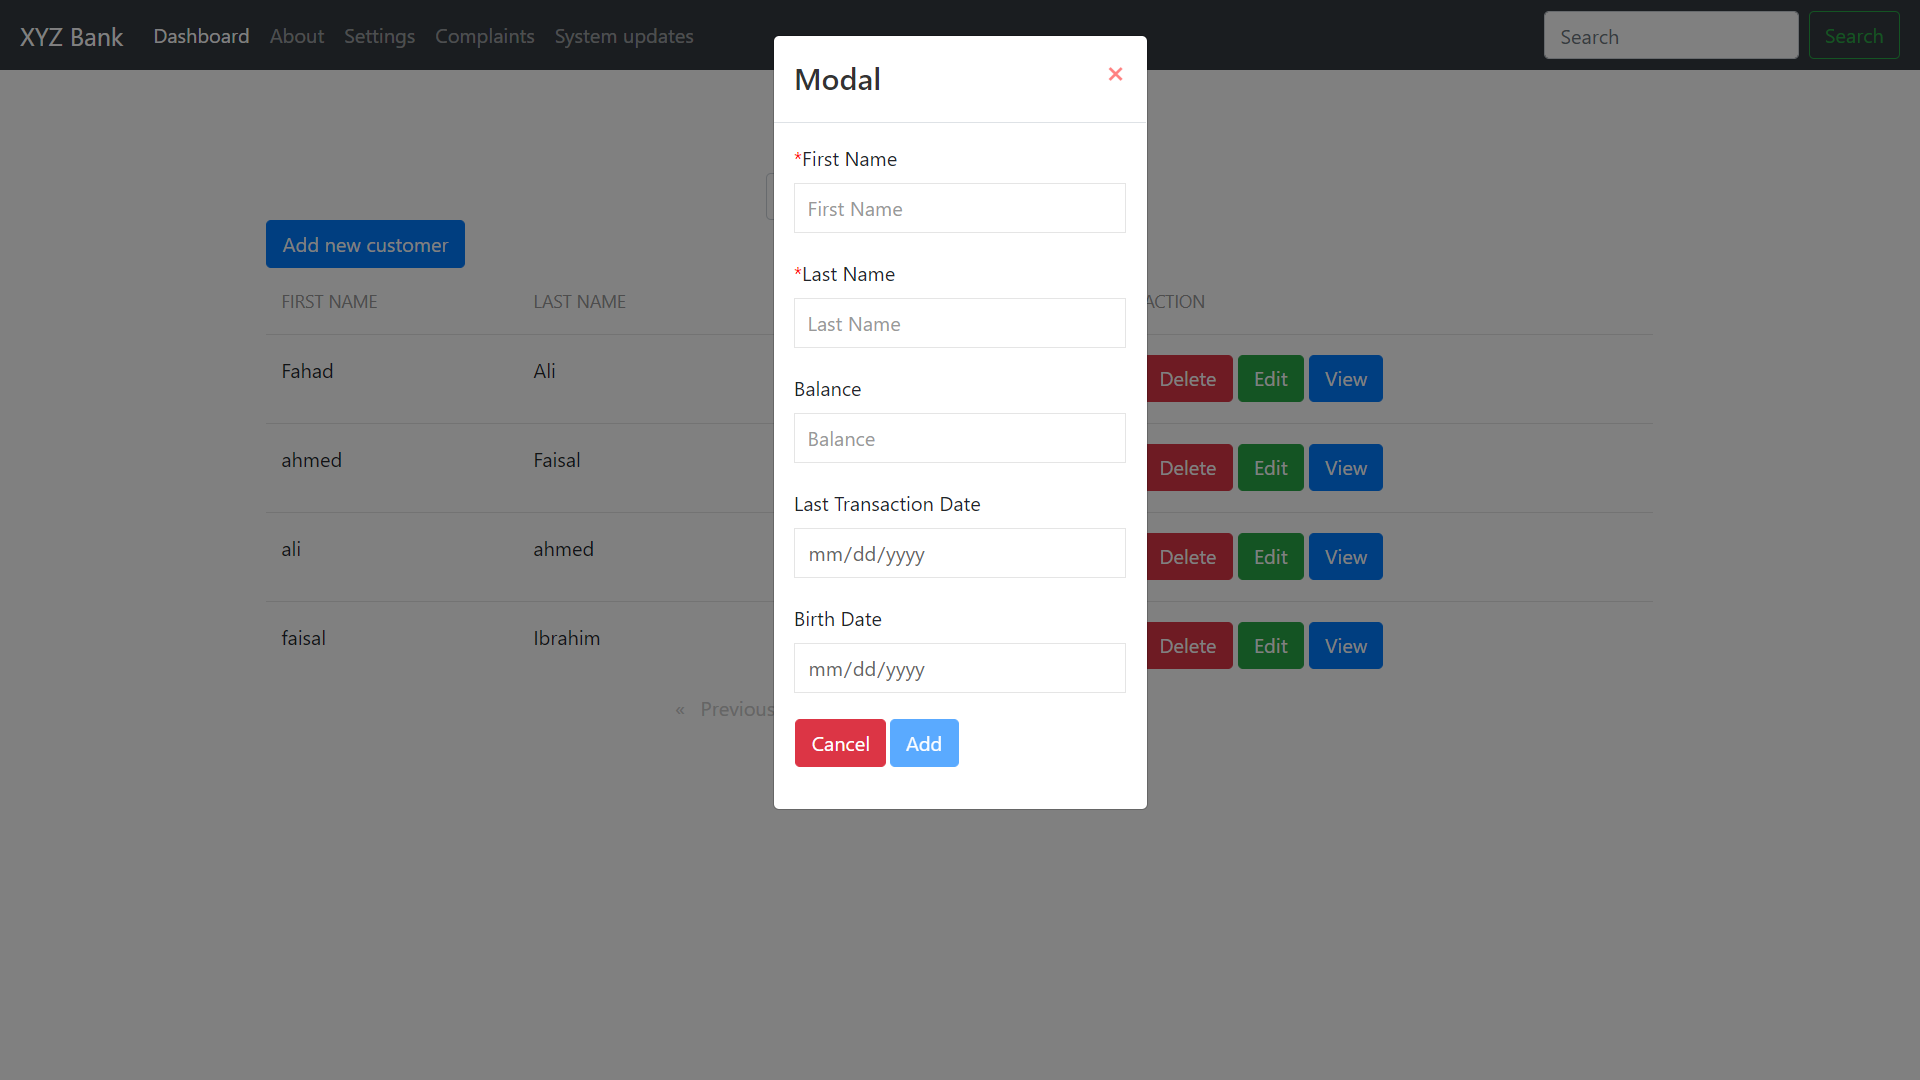 XYZ Bank Dashboard About Settings Complaints System updates Search Search
Modal ×
*First Name
First Name
*Last Name
Last Name
Balance
Balance
Last Transaction Date
mm/dd/yyyy
Birth Date
mm/dd/yyyy
Cancel Add
Add new customer
FIRST NAME LAST NAME ACTION
Fahad Ali Delete Edit View
ahmed Faisal Delete Edit View
ali ahmed Delete Edit View
faisal Ibrahim Delete Edit View
« Previous